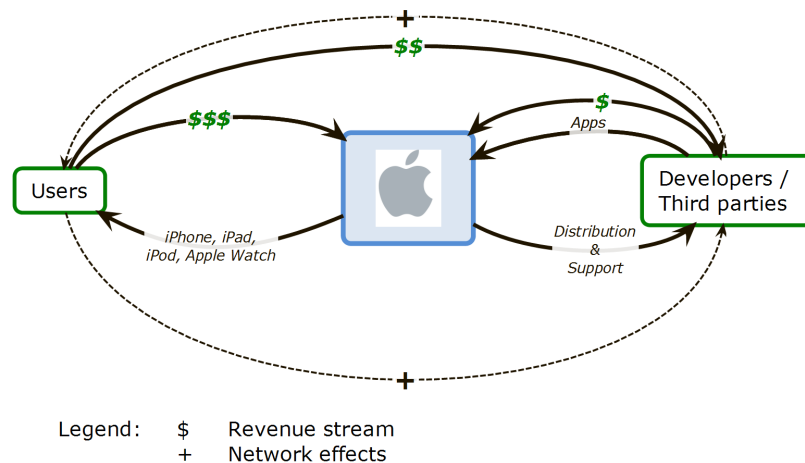 +
$$
$$$
$
Apps
Users
Developers /
Third parties
iPhone, iPad,
iPod, Apple Watch
Distribution
&
Support
+
Legend: $ Revenue stream
+ Network effects